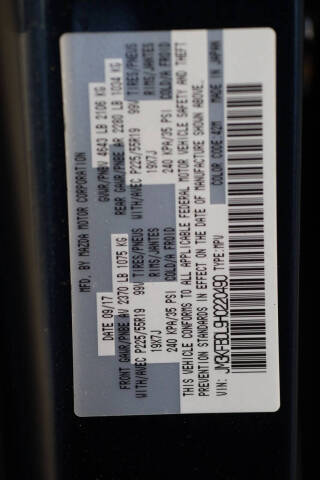 MFD. BY MAZDA MOTOR CORPORATION
DATE 09/17 GVWR/PNBV 4643 LB 2106 KG
FRONT GAWR/PNBE AV 2370 LB 1075 KG REAR GAWR/PNBE AR 2280 LB 1034 KG
WITH/AVEC P225/55R19 99V TIRES/PNEUS WITH/AVEC P225/55R19 99V TIRES/PNEUS
19X7J RIMS/JANTES 19X7J RIMS/JANTES
240 KPA/35 PSI COLD/A FROID 240 KPA/35 PSI COLD/A FROID
THIS VEHICLE CONFORMS TO ALL APPLICABLE FEDERAL MOTOR VEHICLE SAFETY AND THEFT
PREVENTION STANDARDS IN EFFECT ON THE DATE OF MANUFACTURE SHOWN ABOVE.
MADE IN JAPAN
VIN: JM3KFBDL9H0220490 TYPE:MPV COLOR CODE 42M